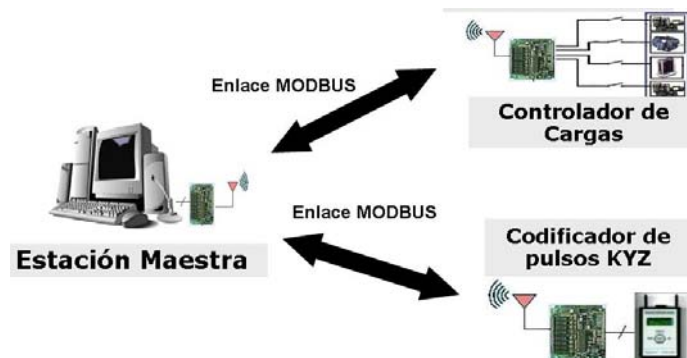 Enlace MODBUS
Controlador de
Cargas
Enlace MODBUS
Estación Maestra
Codificador de
pulsos KYZ